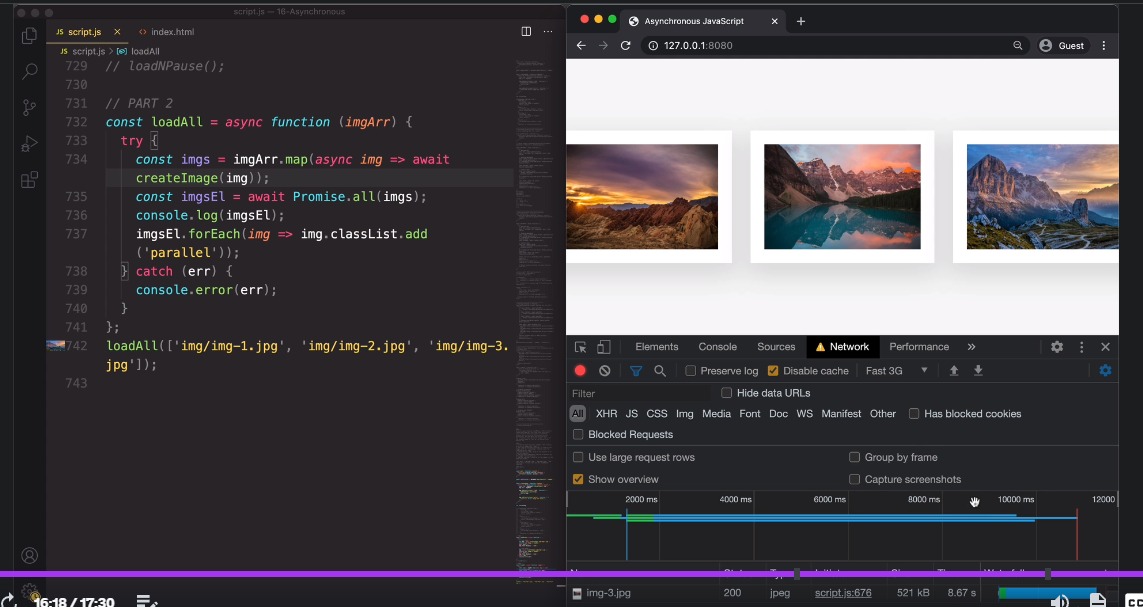 script.js — 16-Asynchronous
JS script.js ×
<> index.html
JS script.js > loadAll
729 // loadNPause();
730
731 // PART 2
732 const loadAll = async function (imgArr) {
733 try {
734 const imgs = imgArr.map(async img => await
createImage(img));
735 const imgsEl = await Promise.all(imgs);
736 console.log(imgsEl);
737 imgsEl.forEach(img => img.classList.add
('parallel'));
738 } catch (err) {
739 console.error(err);
740 }
741 };
742 loadAll(['img/img-1.jpg', 'img/img-2.jpg', 'img/img-3.
jpg']);
743
16:18 / 17:30
Asynchronous JavaScript
127.0.0.1:8080
Guest
Elements Console Sources Network Performance »
Preserve log Disable cache Fast 3G
Filter Hide data URLs
All XHR JS CSS Img Media Font Doc WS Manifest Other Has blocked cookies
Blocked Requests
Use large request rows Group by frame
Show overview Capture screenshots
2000 ms 4000 ms 6000 ms 8000 ms 10000 ms 12000
img-3.jpg 200 jpeg script.js:676 521 kB 8.67 s
CC